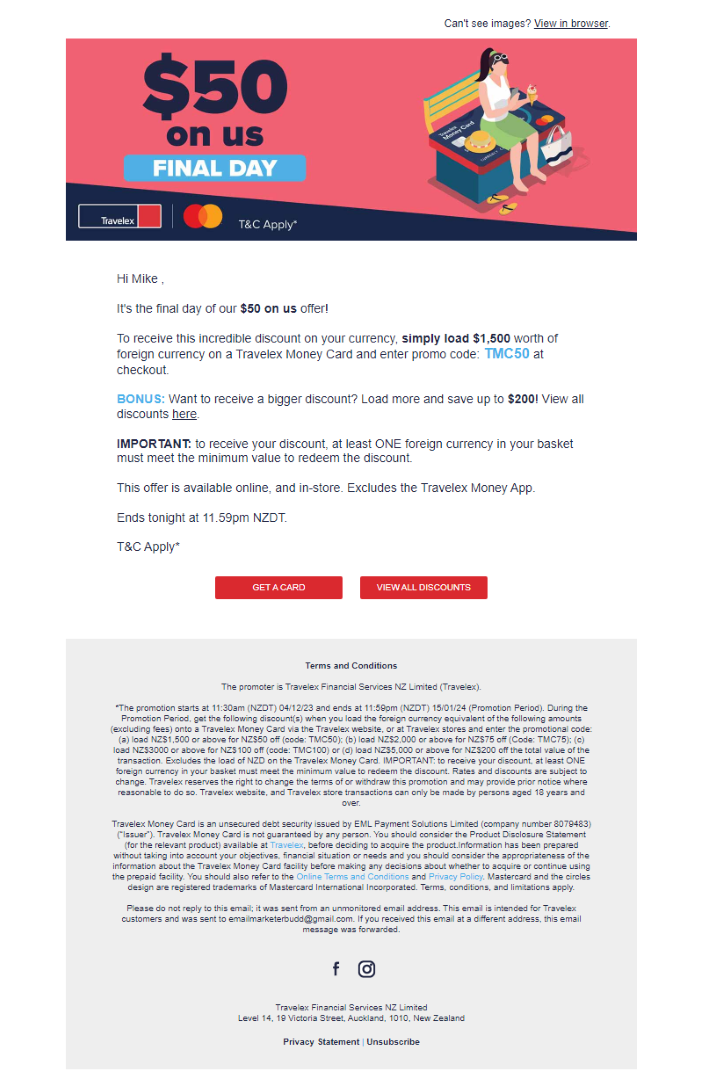 Can't see images? View in browser.
$50
on us
FINAL DAY
Travelex
T&C Apply*
Travelex
Money Card
Hi Mike ,
It's the final day of our $50 on us offer!
To receive this incredible discount on your currency, simply load $1,500 worth of
foreign currency on a Travelex Money Card and enter promo code: TMC50 at
checkout.
BONUS: Want to receive a bigger discount? Load more and save up to $200! View all
discounts here.
IMPORTANT: to receive your discount, at least ONE foreign currency in your basket
must meet the minimum value to redeem the discount.
This offer is available online, and in-store. Excludes the Travelex Money App.
Ends tonight at 11.59pm NZDT.
T&C Apply*
GET A CARD
VIEW ALL DISCOUNTS
Terms and Conditions
The promoter is Travelex Financial Services NZ Limited (Travelex).
*The promotion starts at 11:30am (NZDT) 04/12/23 and ends at 11:59pm (NZDT) 15/01/24 (Promotion Period). During the
Promotion Period, get the following discount(s) when you load the foreign currency equivalent of the following amounts
(excluding fees) onto a Travelex Money Card via the Travelex website, or at Travelex stores and enter the promotional code:
(a) load NZ$1,500 or above for NZ$50 off (code: TMC50); (b) load NZ$2,000 or above for NZ$75 off (Code: TMC75); (c)
load NZ$3000 or above for NZ$100 off (code: TMC100) or (d) load NZ$5,000 or above for NZ$200 off the total value of the
transaction. Excludes the load of NZD on the Travelex Money Card. IMPORTANT: to receive your discount, at least ONE
foreign currency in your basket must meet the minimum value to redeem the discount. Rates and discounts are subject to
change. Travelex reserves the right to change the terms of or withdraw this promotion and may provide prior notice where
reasonable to do so. Travelex website, and Travelex store transactions can only be made by persons aged 18 years and
over.
Travelex Money Card is an unsecured debt security issued by EML Payment Solutions Limited (company number 8079483)
("Issuer"). Travelex Money Card is not guaranteed by any person. You should consider the Product Disclosure Statement
(for the relevant product) available at Travelex, before deciding to acquire the product.Information has been prepared
without taking into account your objectives, financial situation or needs and you should consider the appropriateness of the
information about the Travelex Money Card facility before making any decisions about whether to acquire or continue using
the prepaid facility. You should also refer to the Online Terms and Conditions and Privacy Policy. Mastercard and the circles
design are registered trademarks of Mastercard International Incorporated. Terms, conditions, and limitations apply.
Please do not reply to this email; it was sent from an unmonitored email address. This email is intended for Travelex
customers and was sent to emailmarketerbudd@gmail.com. If you received this email at a different address, this email
message was forwarded.
Travelex Financial Services NZ Limited
Level 14, 19 Victoria Street, Auckland, 1010, New Zealand
Privacy Statement | Unsubscribe